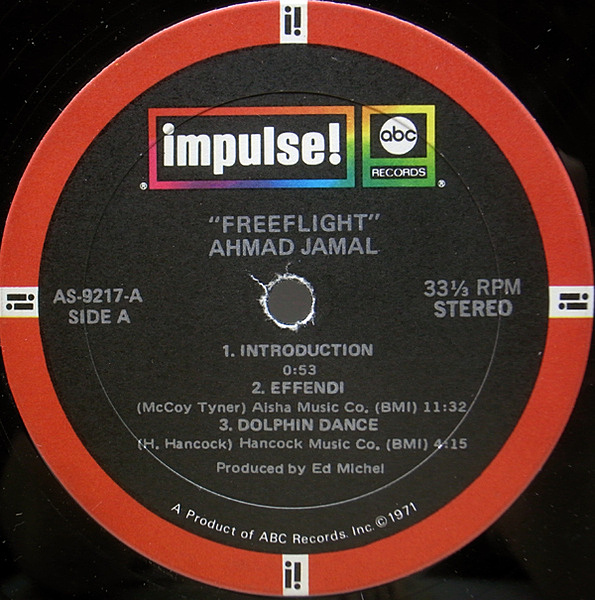 i!
impulse!
abc
RECORDS
® ®
"FREEFLIGHT"
AHMAD JAMAL
AS-9217-A
SIDE A
33⅓ RPM
STEREO
i!
i!
1. INTRODUCTION
0:53
2. EFFENDI
(McCoy Tyner) Aisha Music Co. (BMI) 11:32
3. DOLPHIN DANCE
(H. Hancock) Hancock Music Co. (BMI) 4:15
Produced by Ed Michel
A Product of ABC Records, Inc. © 1971
i!